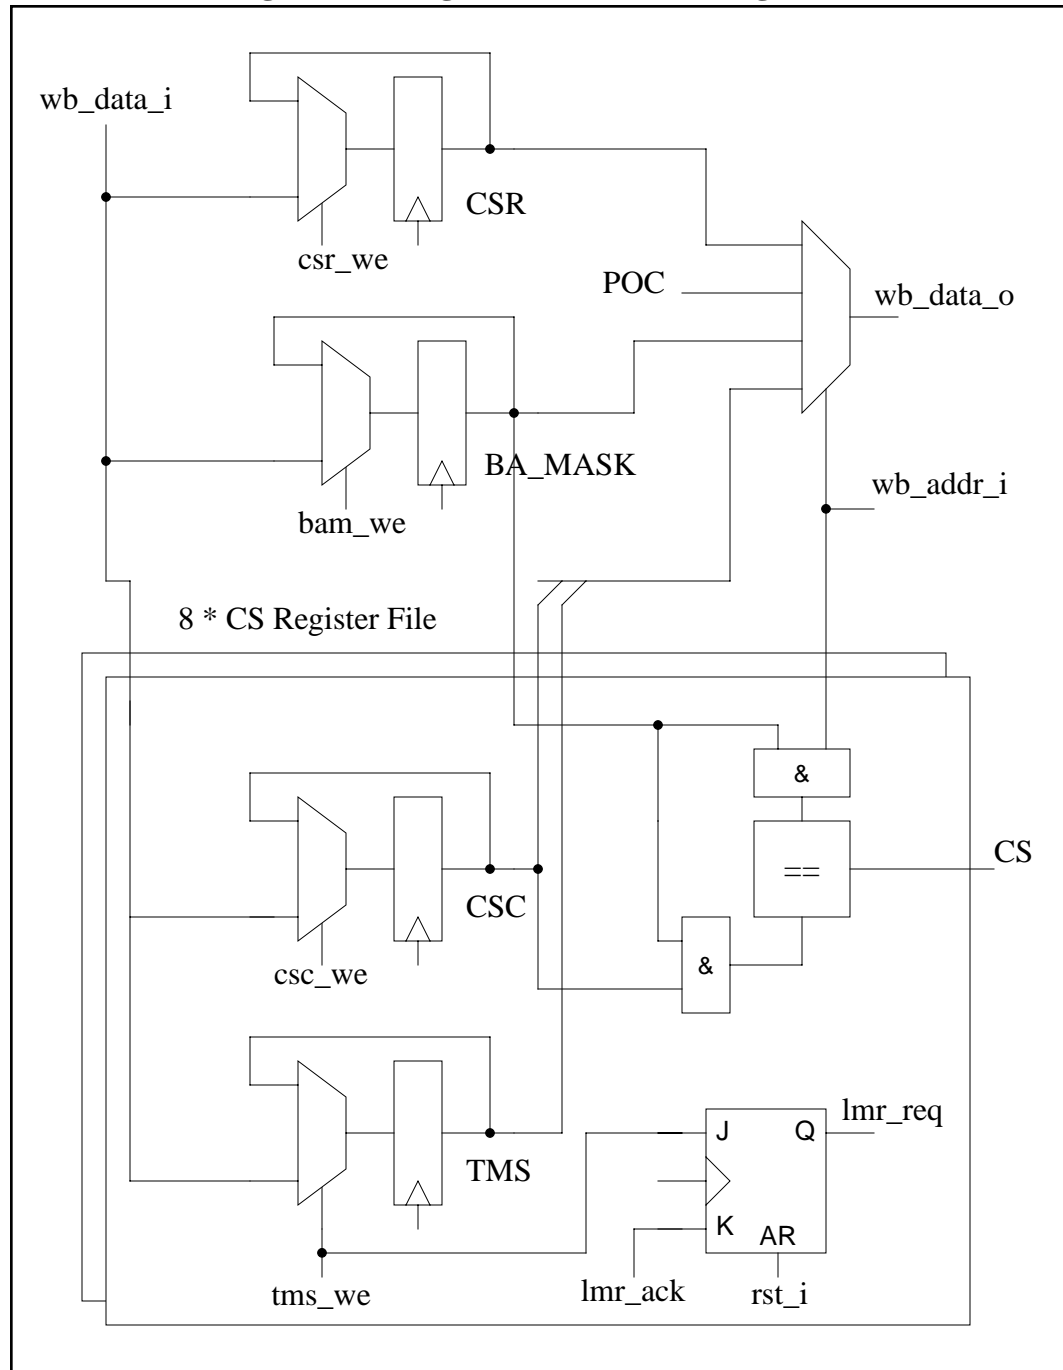 wb_data_i
CSR
csr_we
POC
wb_data_o
BA_MASK
wb_addr_i
bam_we
8 * CS Register File
&
==
CS
CSC
&
csc_we
J
Q
lmr_req
TMS
K
AR
tms_we
lmr_ack
rst_i